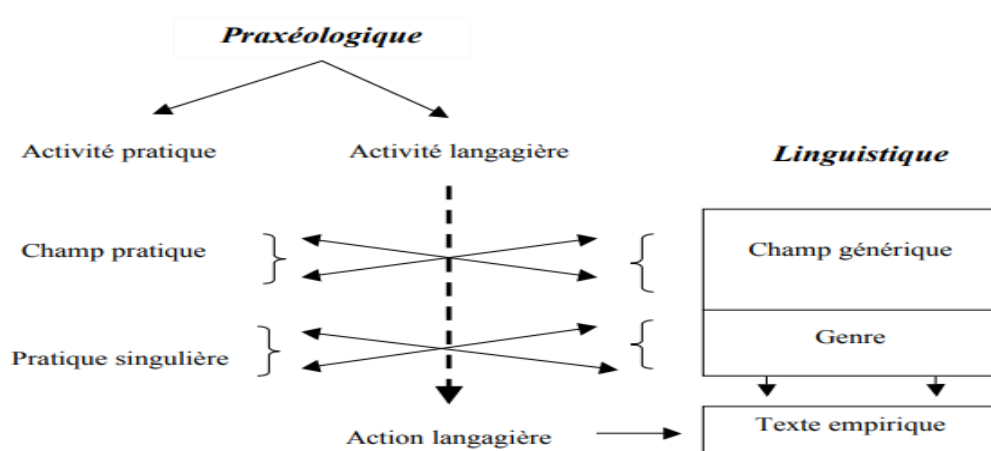 Praxéologique
Activité pratique
Activité langagière
Linguistique
Champ pratique
Champ générique
Pratique singulière
Genre
Action langagière
Texte empirique